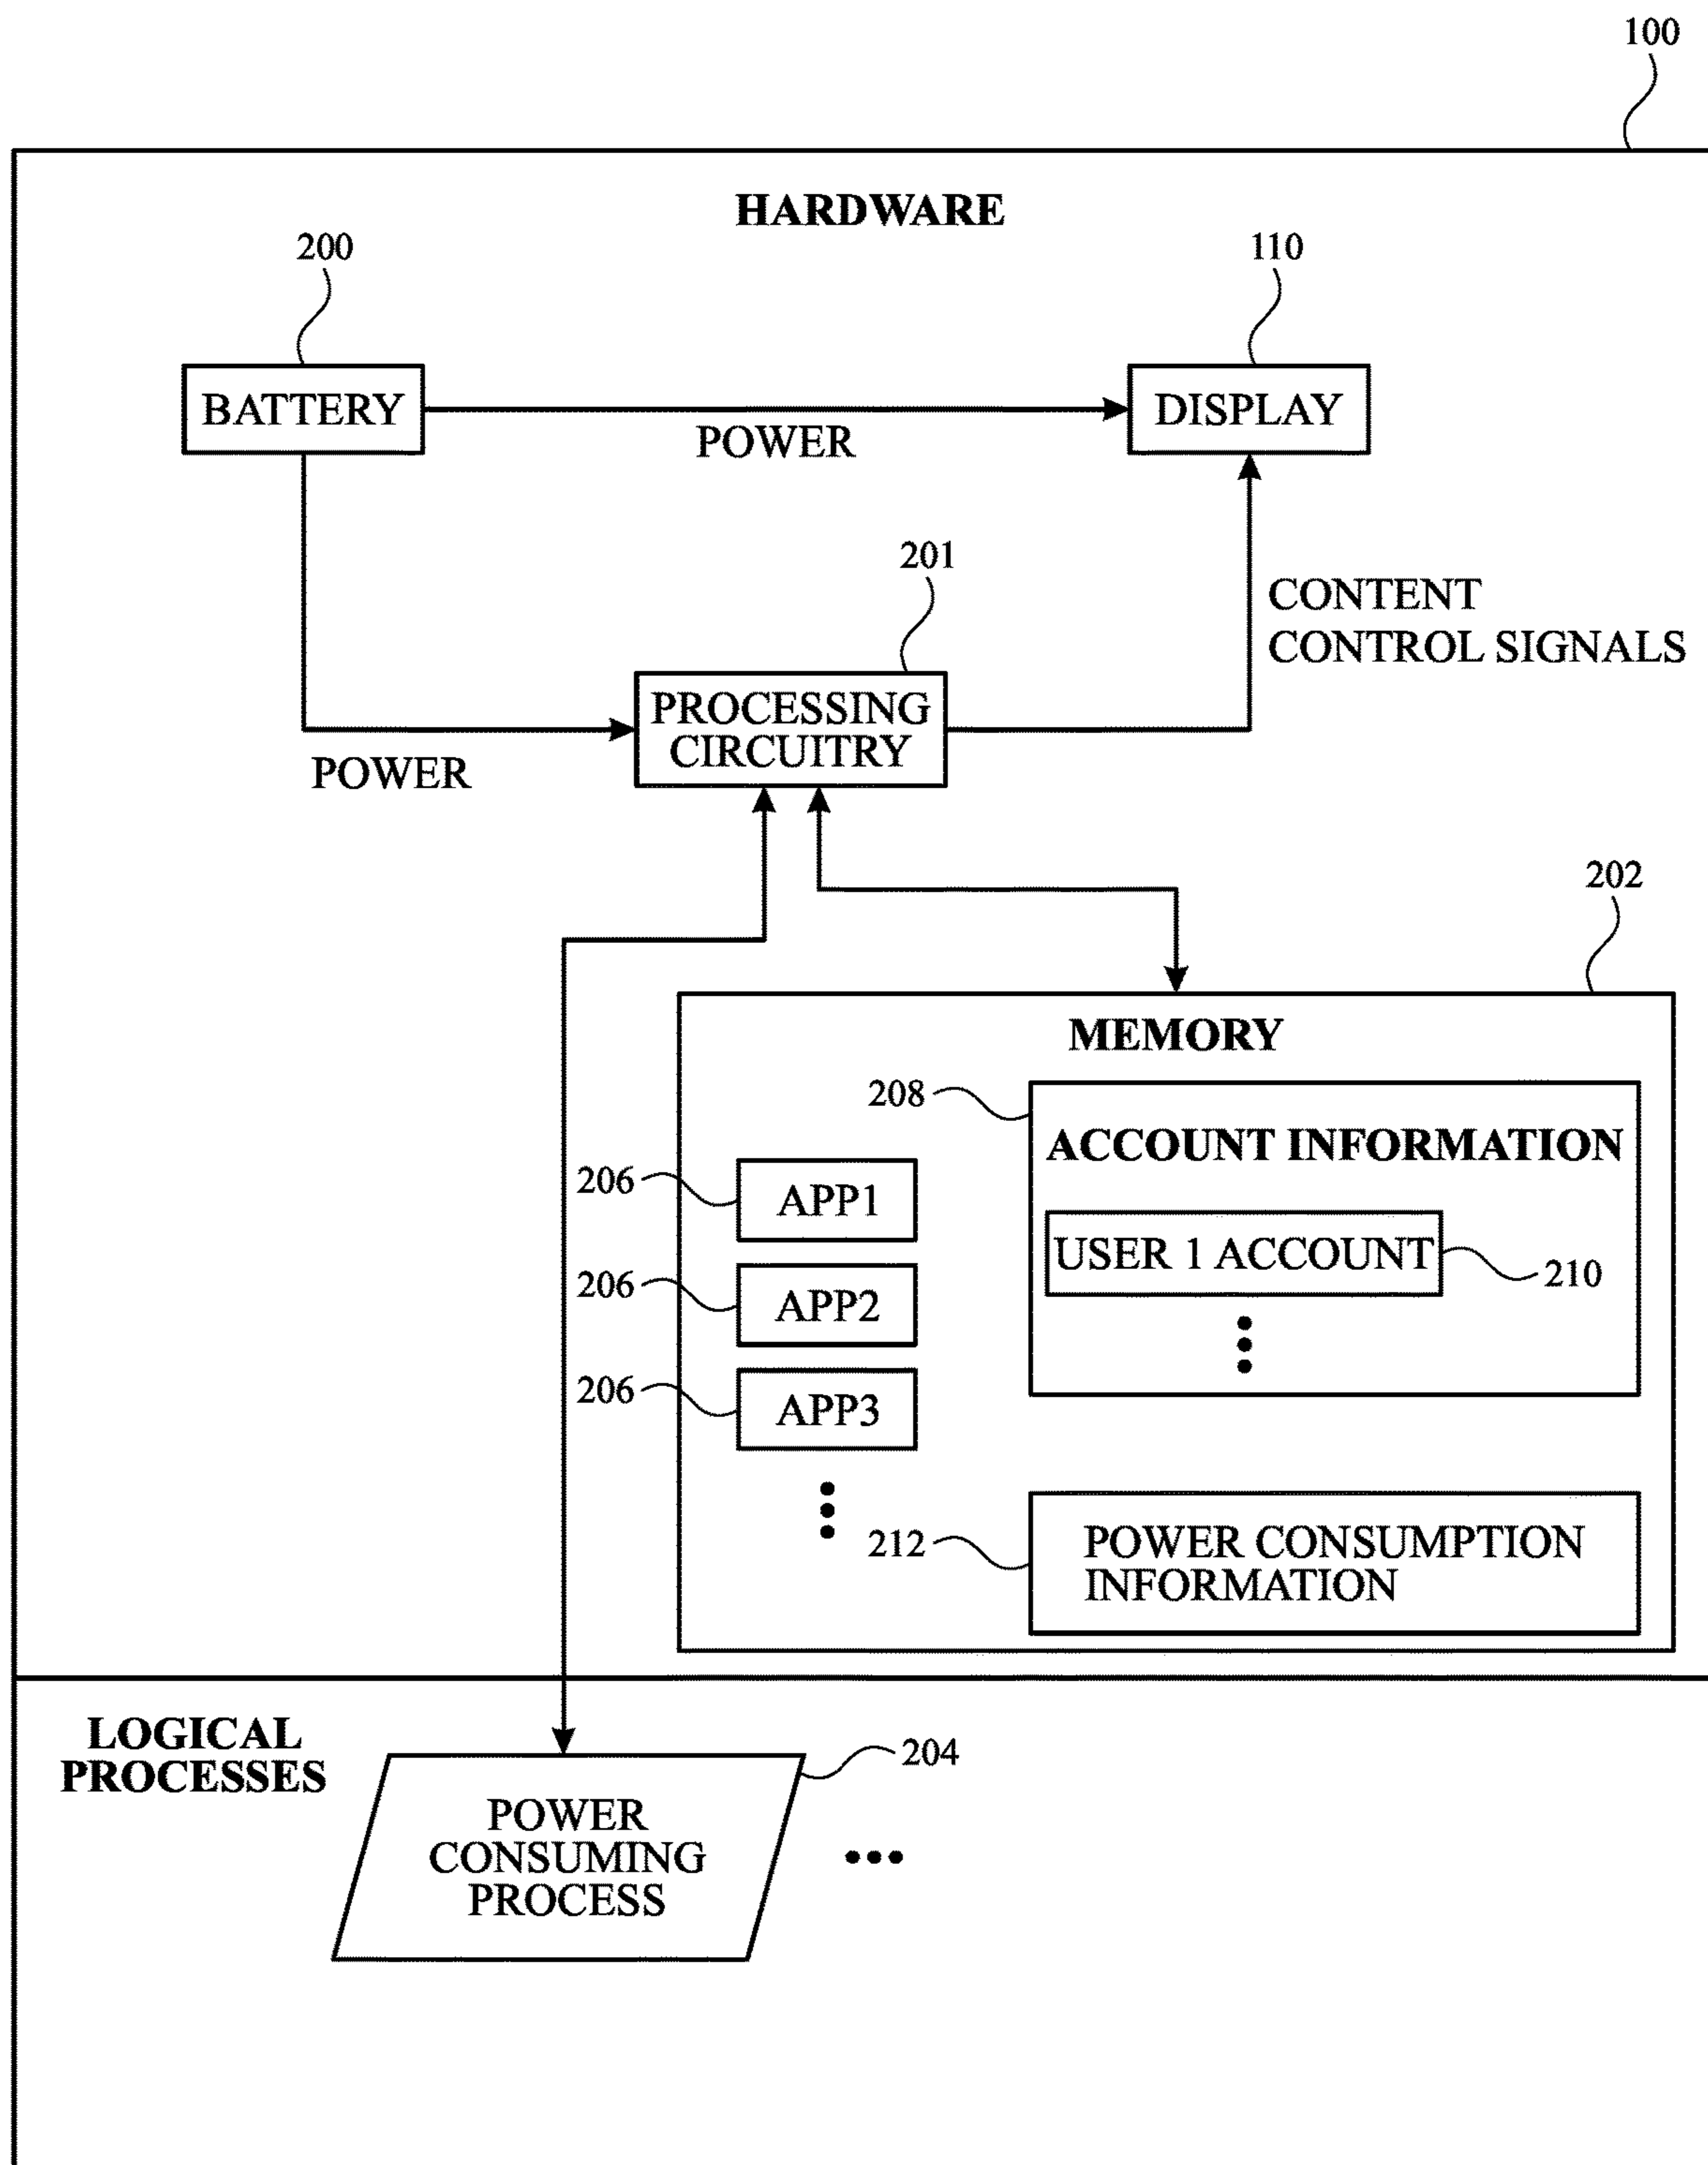 100
HARDWARE
200
110
BATTERY
DISPLAY
POWER
201
CONTENT
CONTROL SIGNALS
PROCESSING
CIRCUITRY
POWER
202
MEMORY
208
ACCOUNT INFORMATION
206
APP1
USER 1 ACCOUNT
210
206
APP2
206
APP3
212
POWER CONSUMPTION
INFORMATION
LOGICAL
PROCESSES
204
POWER
CONSUMING
PROCESS